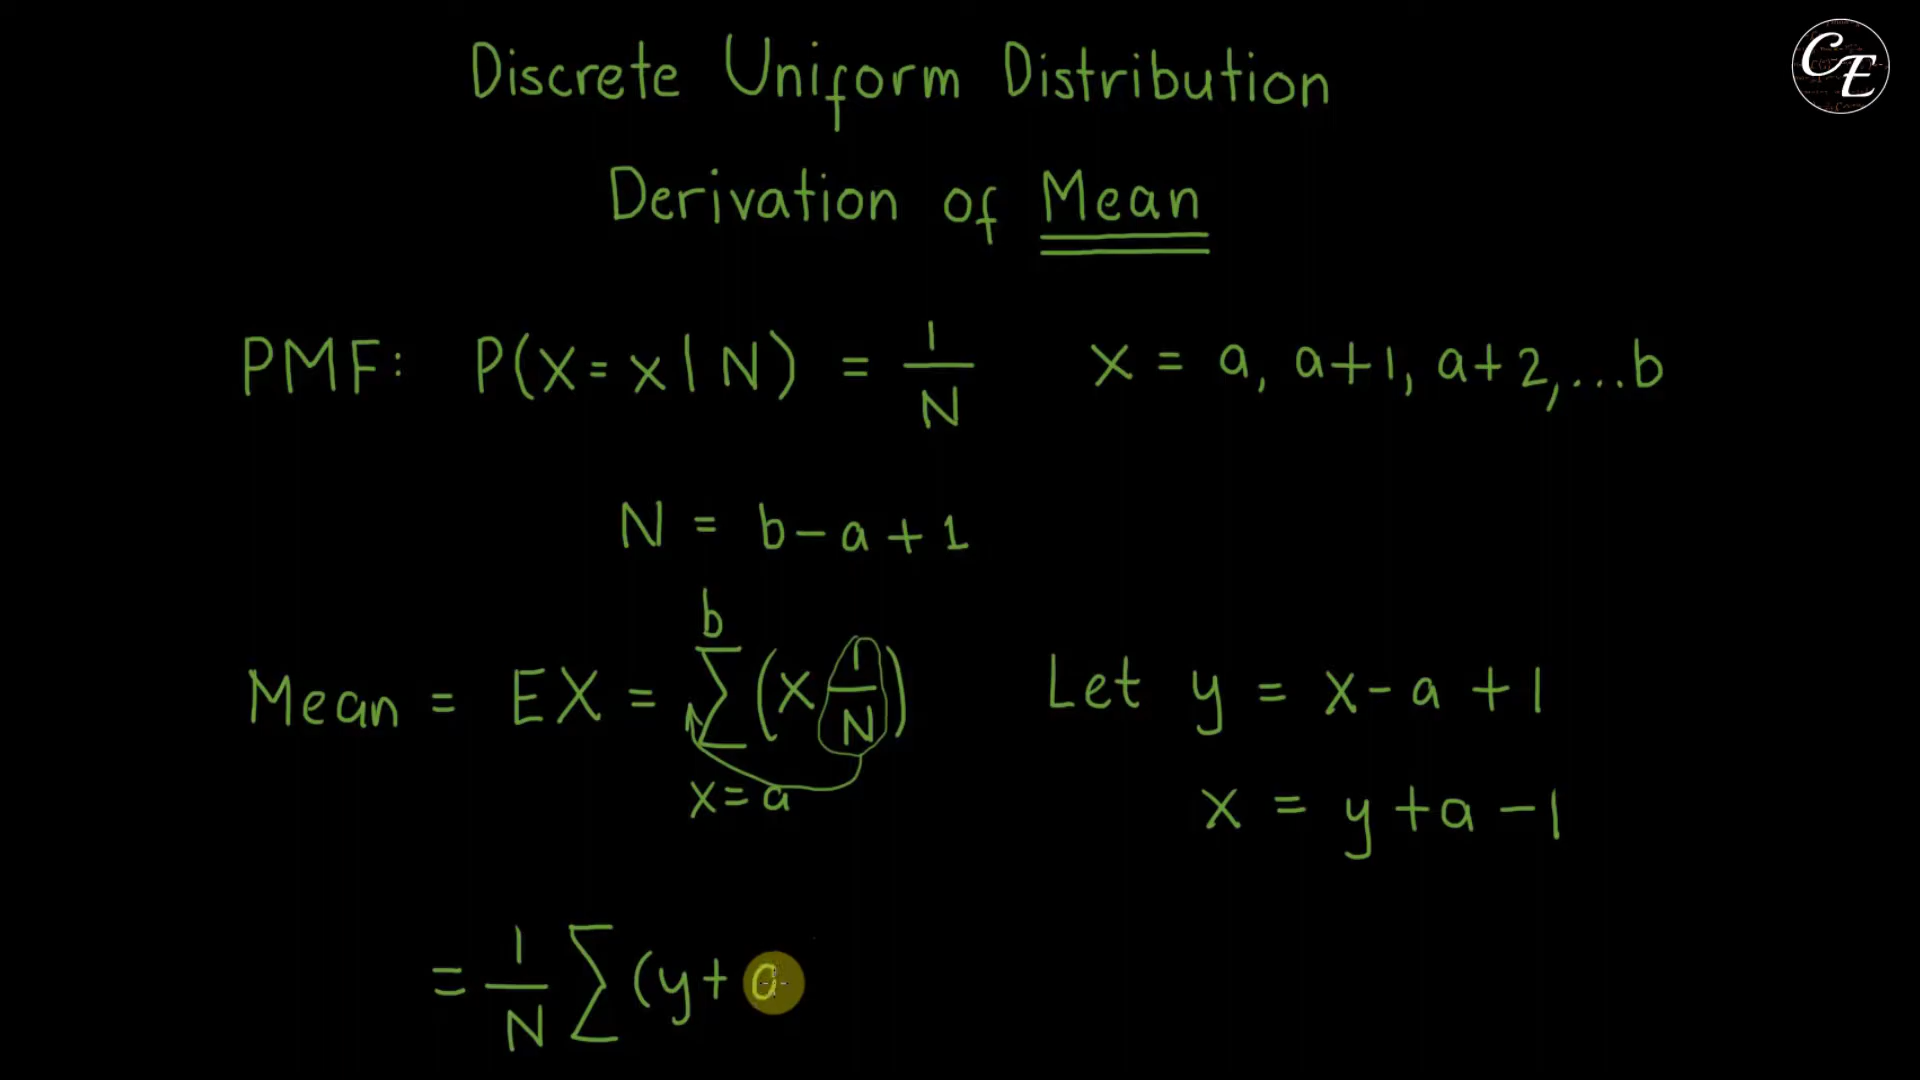 Discrete Uniform Distribution
CE
Derivation of Mean
PMF: P(X = x | N) = 1/N x = a, a+1, a+2, ... b
N = b - a + 1
Mean = EX = ∑_{x=a}^{b} (x 1/N) Let y = x - a + 1
x = y + a - 1
= 1/N ∑ (y + a